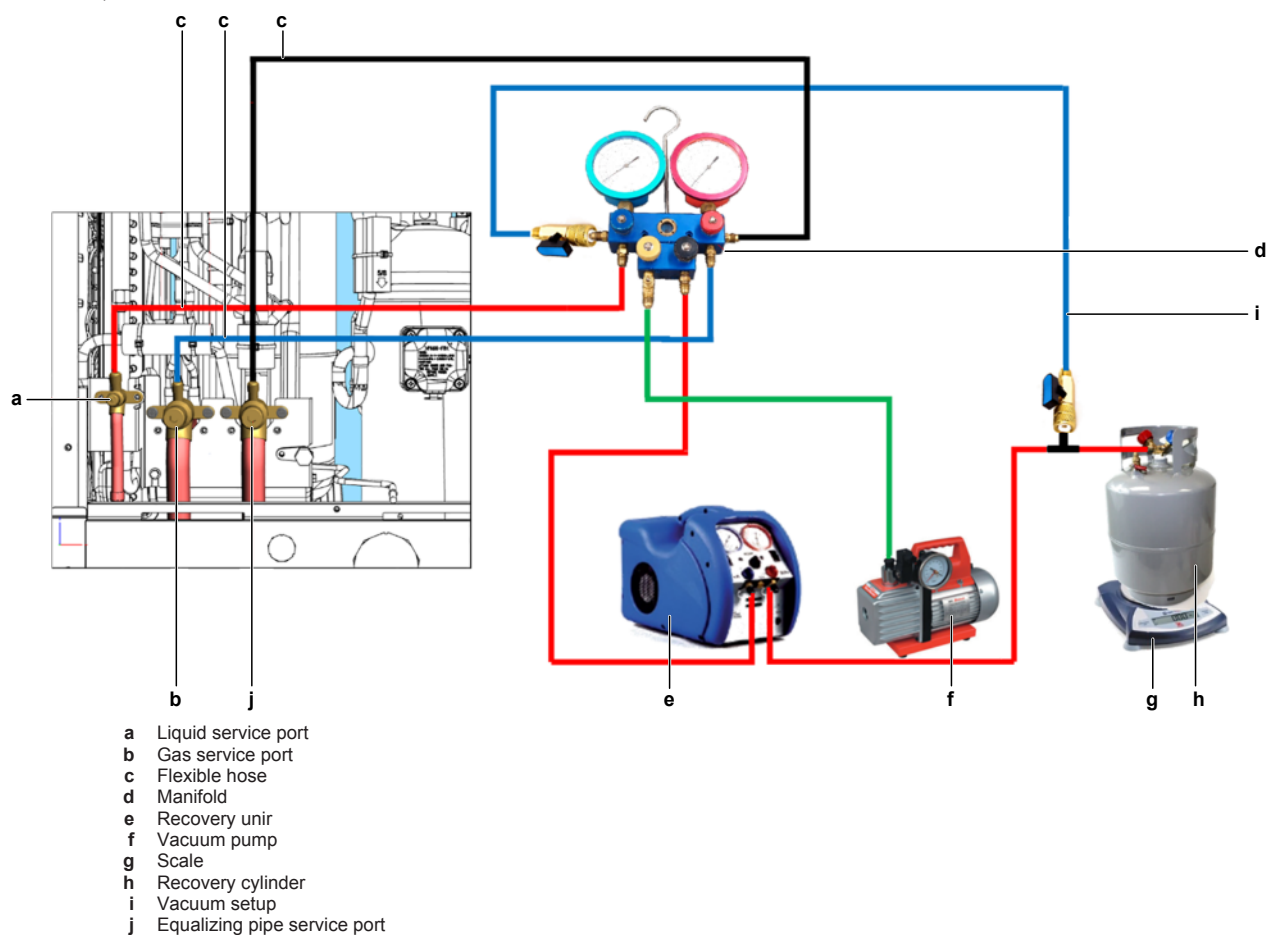 c c c
d
i
a
b j e f g h
a Liquid service port
b Gas service port
c Flexible hose
d Manifold
e Recovery unir
f Vacuum pump
g Scale
h Recovery cylinder
i Vacuum setup
j Equalizing pipe service port